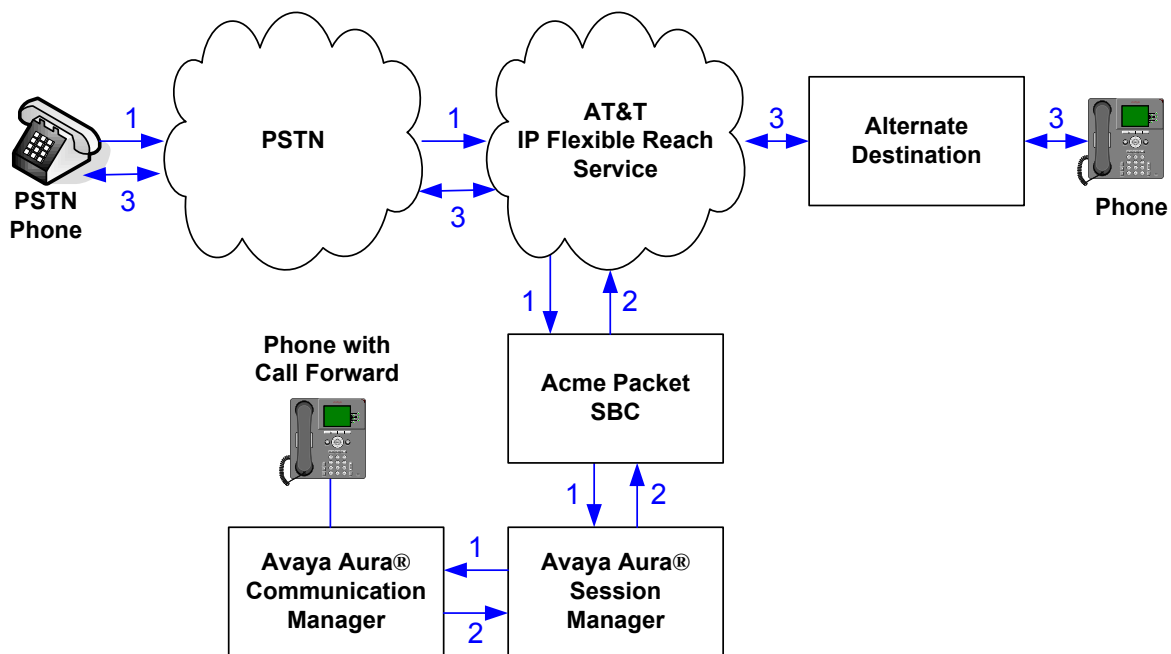 1
3
PSTN
Phone
PSTN
1
3
AT&T
IP Flexible Reach
Service
3
Alternate
Destination
3
Phone
1
2
Phone with
Call Forward
Acme Packet
SBC
1
2
Avaya Aura®
Communication
Manager
1
2
Avaya Aura®
Session
Manager